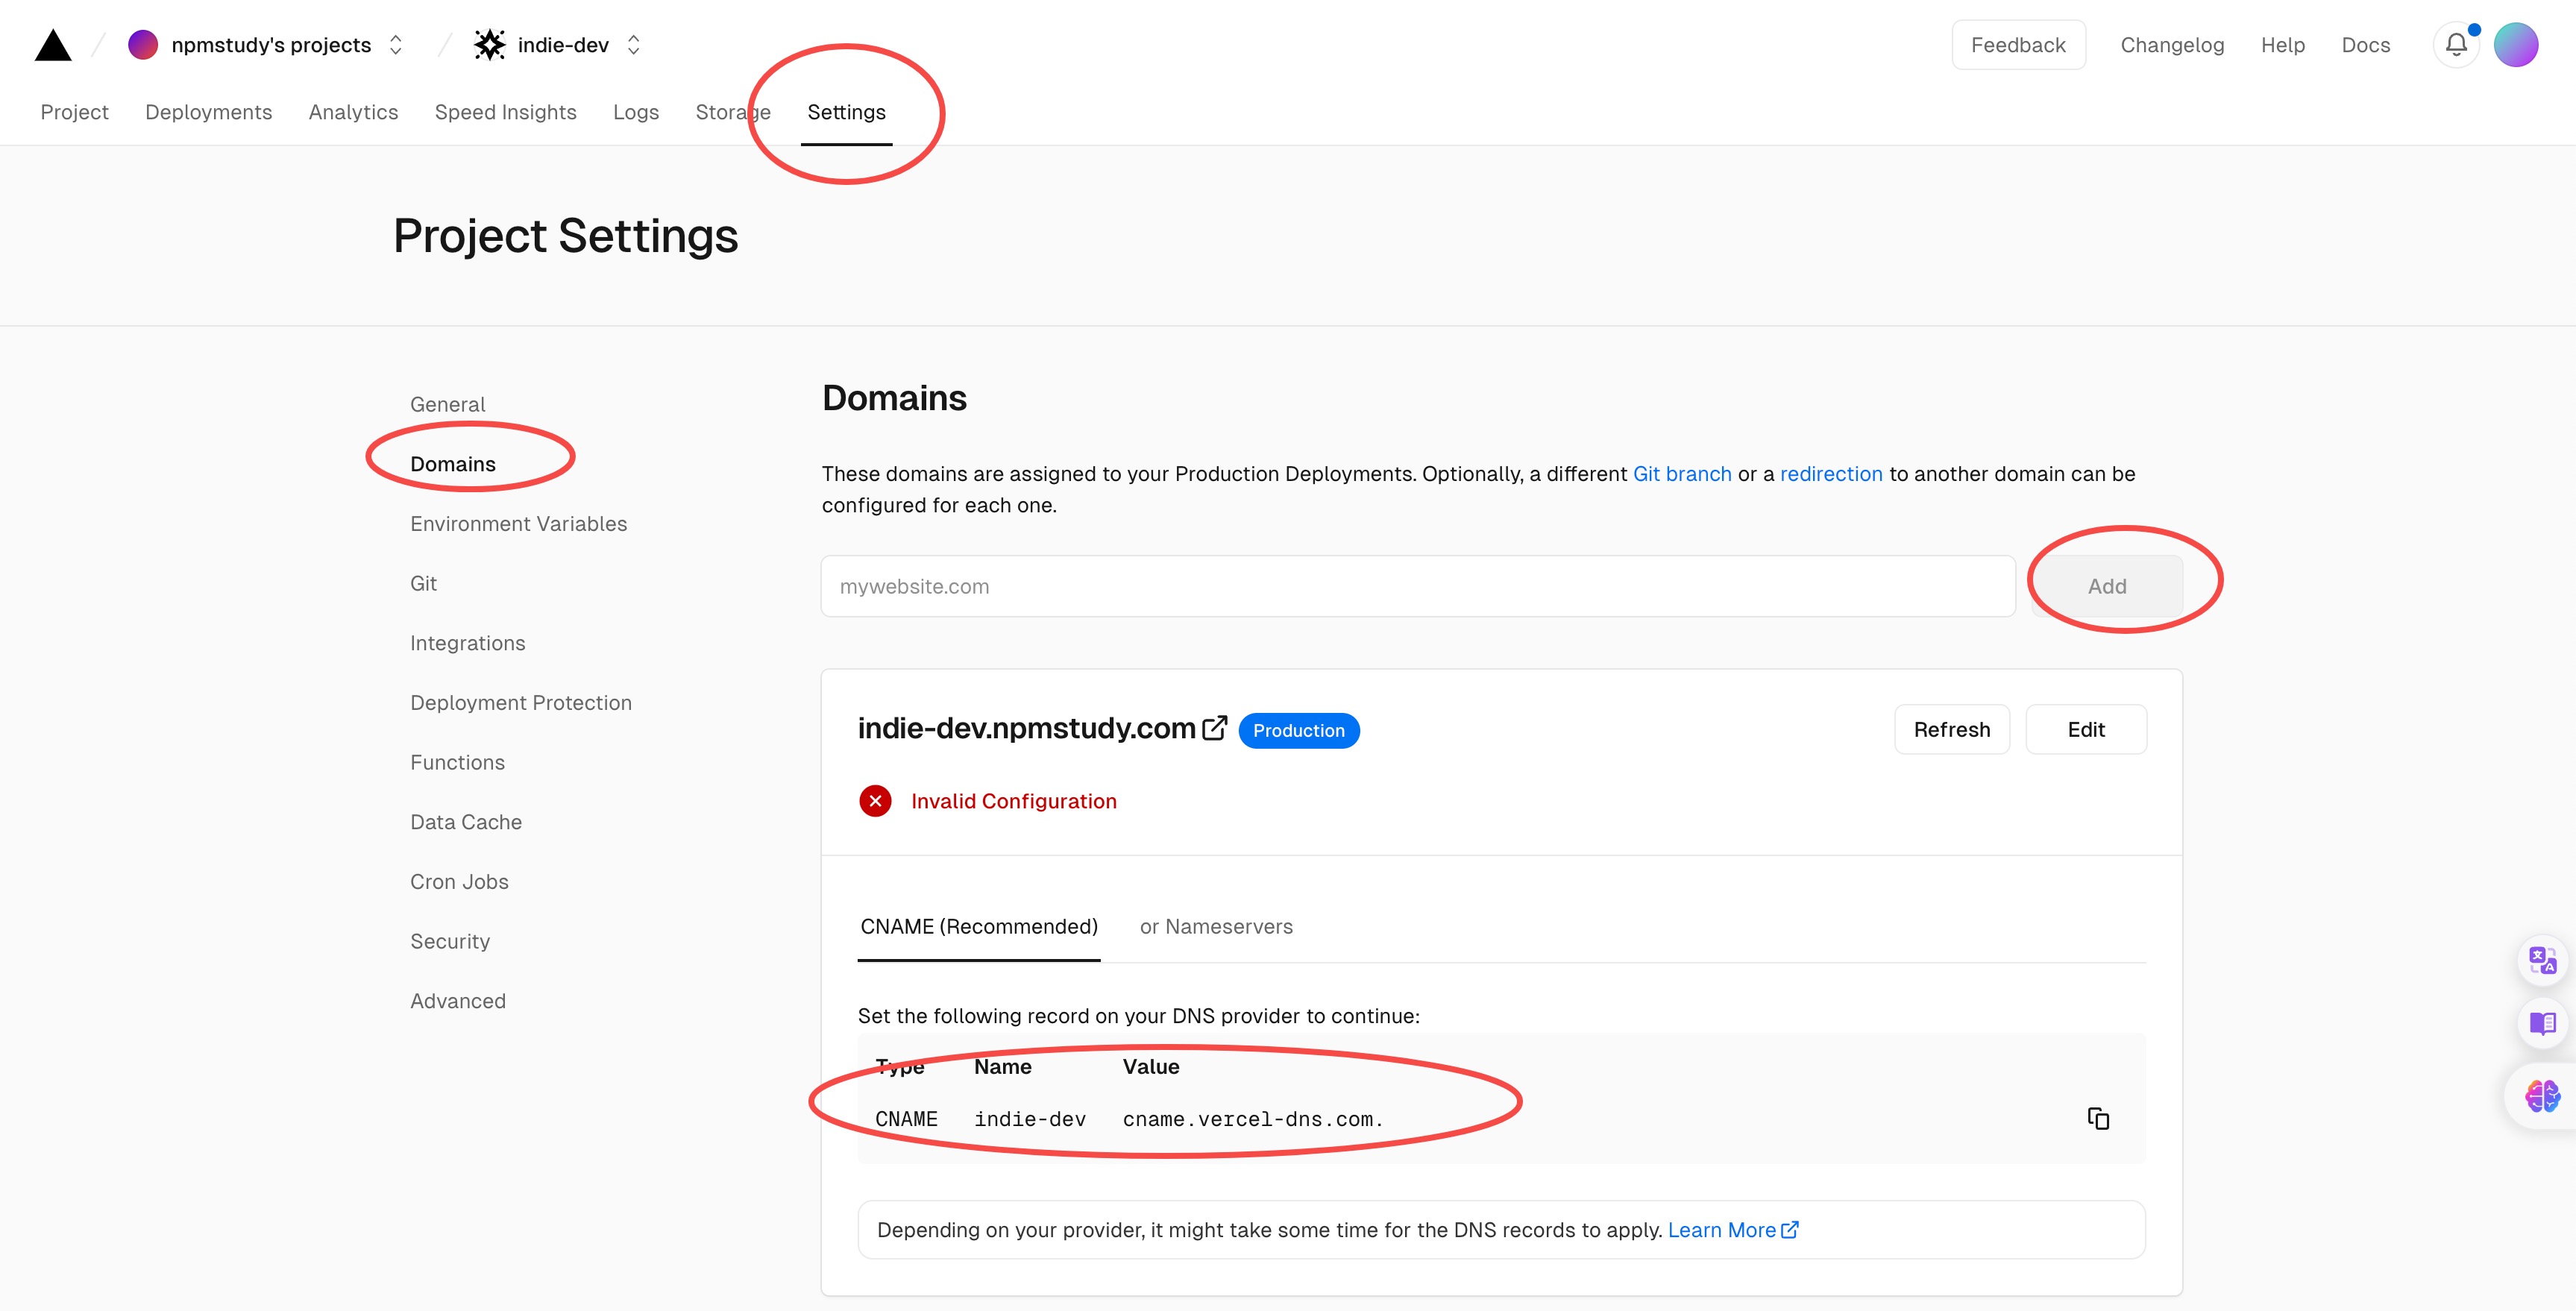 npmstudy's projects
indie-dev
Feedback
Changelog
Help
Docs
Project
Deployments
Analytics
Speed Insights
Logs
Storage
Settings
Project Settings
General
Domains
Environment Variables
Git
Integrations
Deployment Protection
Functions
Data Cache
Cron Jobs
Security
Advanced
Domains
These domains are assigned to your Production Deployments. Optionally, a different Git branch or a redirection to another domain can be
configured for each one.
mywebsite.com
Add
indie-dev.npmstudy.com
Production
Refresh
Edit
Invalid Configuration
CNAME (Recommended)
or Nameservers
Set the following record on your DNS provider to continue:
Type Name Value
CNAME indie-dev cname.vercel-dns.com.
Depending on your provider, it might take some time for the DNS records to apply. Learn More